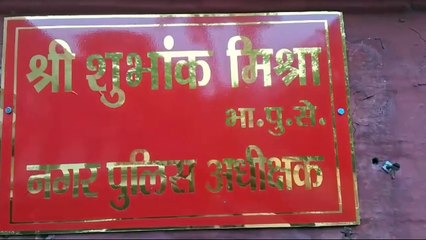 श्री शुभांक मिश्रा
भा.पु.से.
नगर पुलिस अधीक्षक